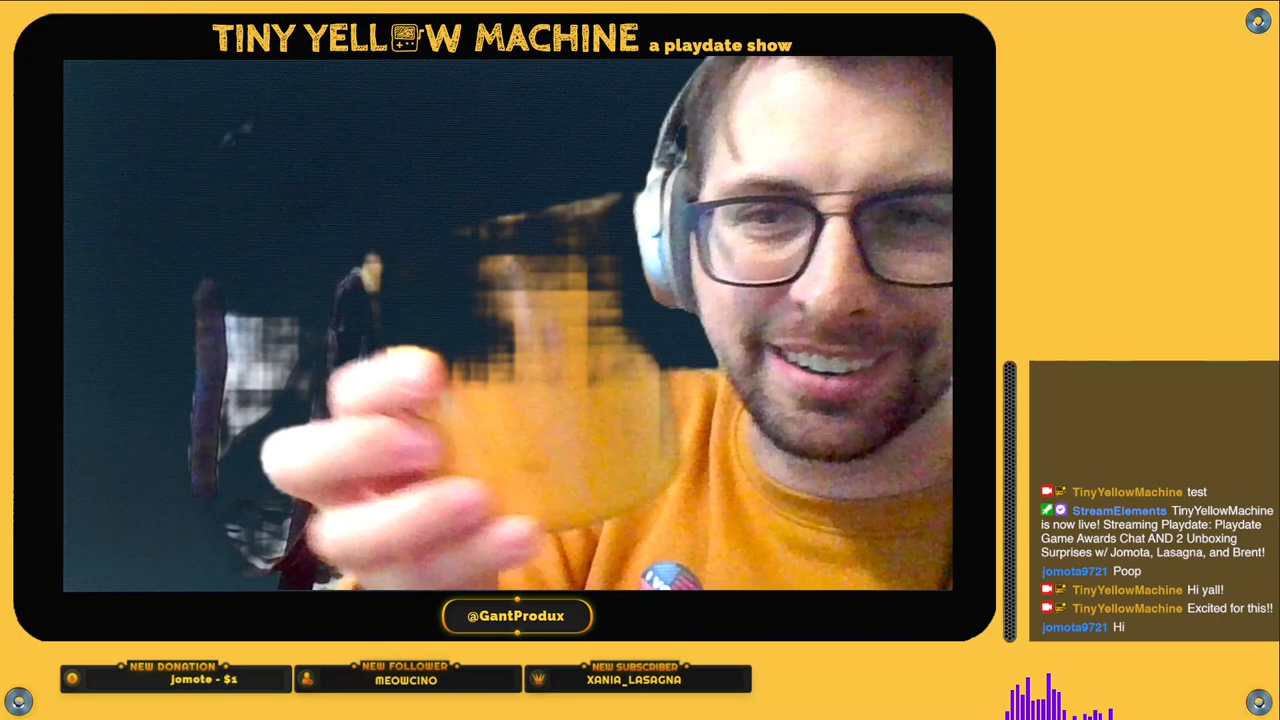 TINY YELLOW MACHINE a playdate show
TinyYellowMachine test
StreamElements TinyYellowMachine
is now live! Streaming Playdate: Playdate
Game Awards Chat AND 2 Unboxing
Surprises w/ Jomota, Lasagna, and Brent!
jomota9721 Poop
TinyYellowMachine Hi yall!
TinyYellowMachine Excited for this!!
jomota9721 Hi
@GantProdux
NEW DONATION
jomote - $1
NEW FOLLOWER
MEOWCINO
NEW SUBSCRIBER
XANIA_LASAGNA